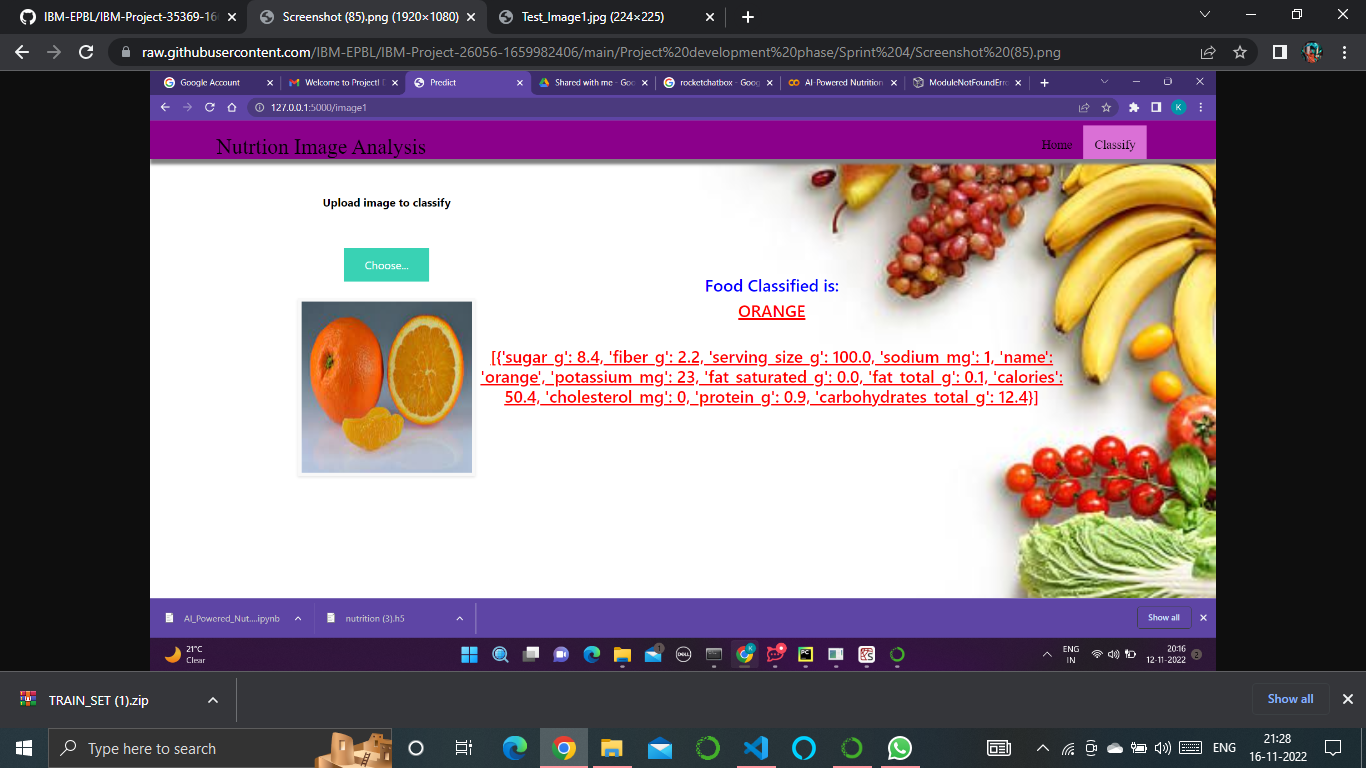 IBM-EPBL/IBM-Project-35369-16
Screenshot (85).png (1920×1080)
Test_Image1.jpg (224×225)
raw.githubusercontent.com/IBM-EPBL/IBM-Project-26056-1659982406/main/Project%20development%20phase/Sprint%204/Screenshot%20(85).png
Google Account
Welcome to Project!
Predict
Shared with me - Goo
rocketchatbox - Goog
AI-Powered Nutrition
ModuleNotFoundErro
127.0.0.1:5000/image1
K
Nutrtion Image Analysis
Home
Classify
Upload image to classify
Choose...
Food Classified is:
ORANGE
[{'sugar_g': 8.4, 'fiber_g': 2.2, 'serving_size_g': 100.0, 'sodium_mg': 1, 'name':
'orange', 'potassium_mg': 23, 'fat_saturated_g': 0.0, 'fat_total_g': 0.1, 'calories':
50.4, 'cholesterol_mg': 0, 'protein_g': 0.9, 'carbohydrates_total_g': 12.4}]
AI_Powered_Nut....ipynb
nutrition (3).h5
Show all
21°C
Clear
DELL
ENG
IN
20:16
12-11-2022
2
TRAIN_SET (1).zip
Show all
Type here to search
ENG
21:28
16-11-2022